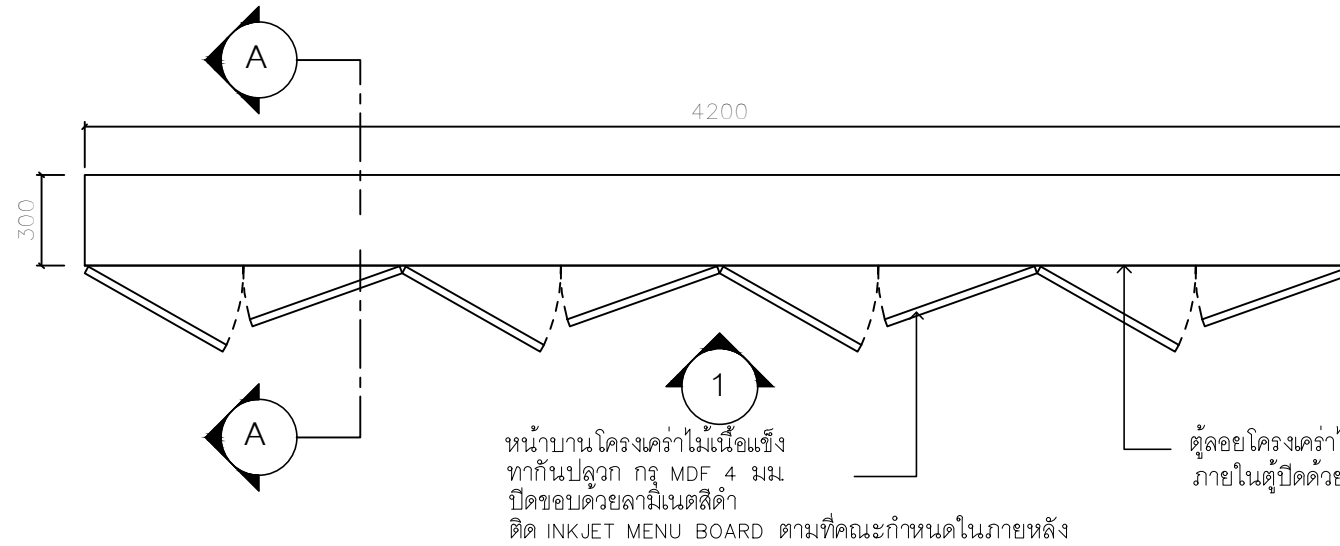 A
4200
300
A
1
หน้าบานโครงเคร่าไม้เนื้อแข็ง
ทากันปลวก กรุ MDF 4 มม.
ปิดขอบด้วยลามิเนตสีดำ
ติด INKJET MENU BOARD ตามที่คณะกำหนดในภายหลัง
ตู้ลอยโครงเคร่า
ภายในตู้ปิดด้วย